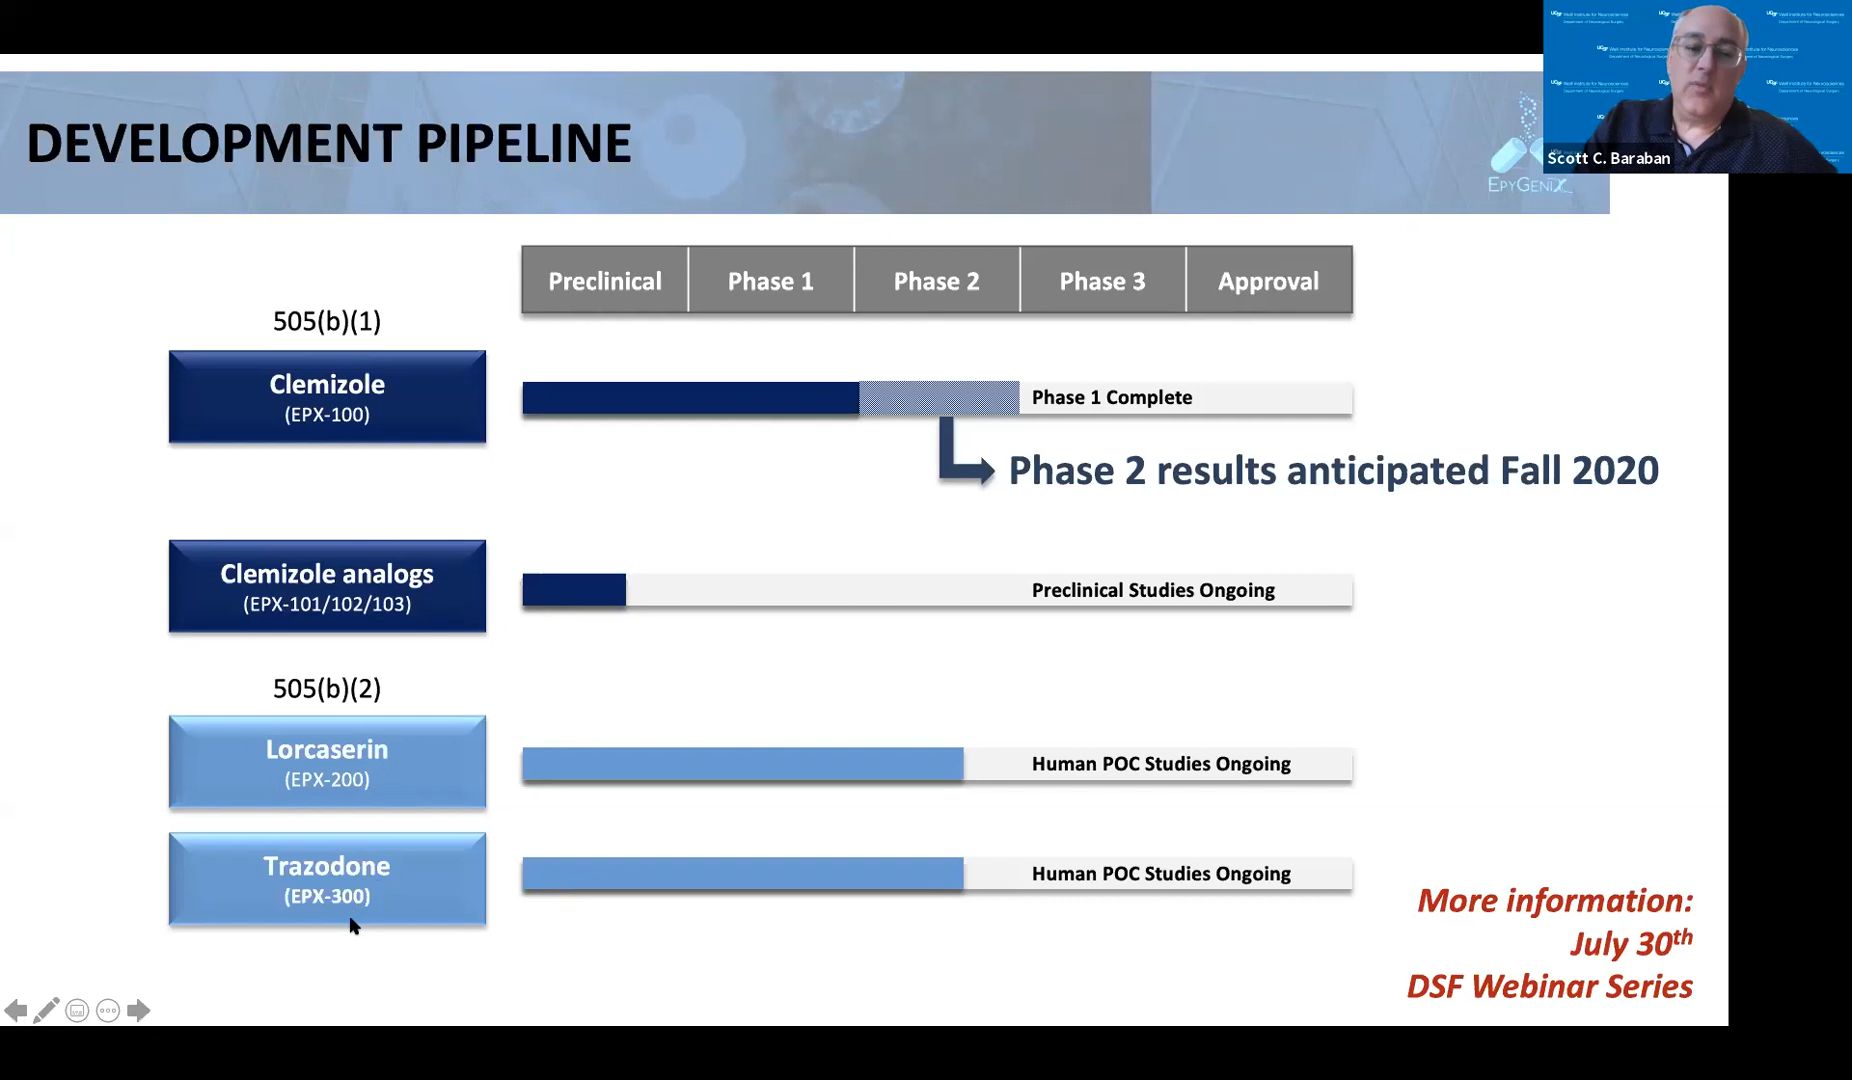 DEVELOPMENT PIPELINE
EPYGENIX
Scott C. Baraban
Preclinical
Phase 1
Phase 2
Phase 3
Approval
505(b)(1)
Clemizole
(EPX-100)
Phase 1 Complete
Phase 2 results anticipated Fall 2020
Clemizole analogs
(EPX-101/102/103)
Preclinical Studies Ongoing
505(b)(2)
Lorcaserin
(EPX-200)
Human POC Studies Ongoing
Trazodone
(EPX-300)
Human POC Studies Ongoing
More information:
July 30th
DSF Webinar Series